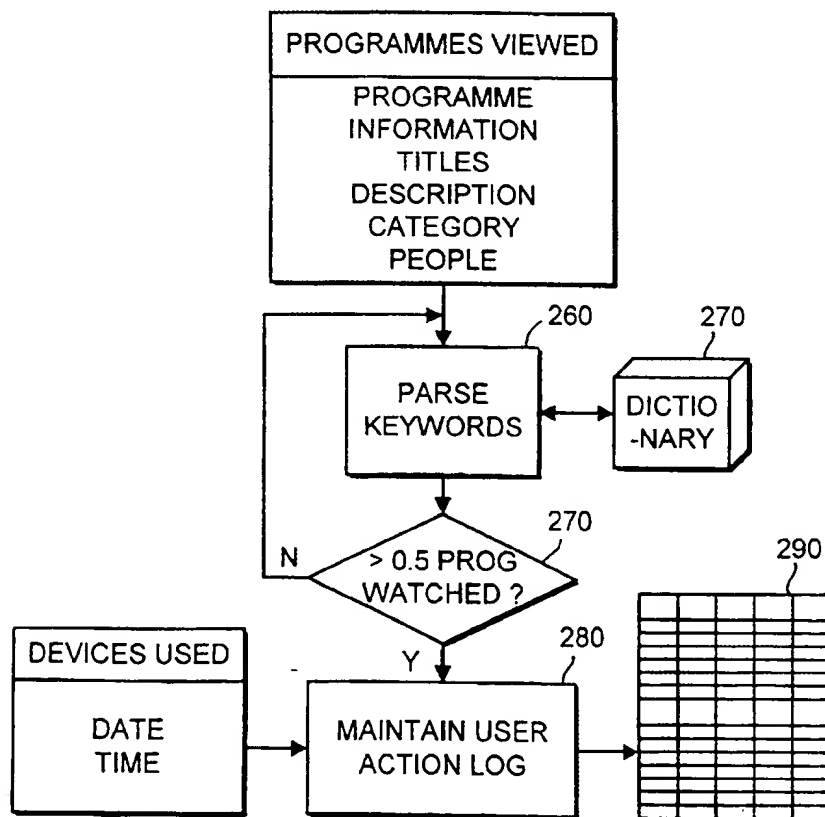 PROGRAMMES VIEWED
PROGRAMME
INFORMATION
TITLES
DESCRIPTION
CATEGORY
PEOPLE
260
270
PARSE
KEYWORDS
DICTIO
-NARY
270
N
> 0.5 PROG
WATCHED ?
290
Y
280
DEVICES USED
DATE
TIME
MAINTAIN USER
ACTION LOG